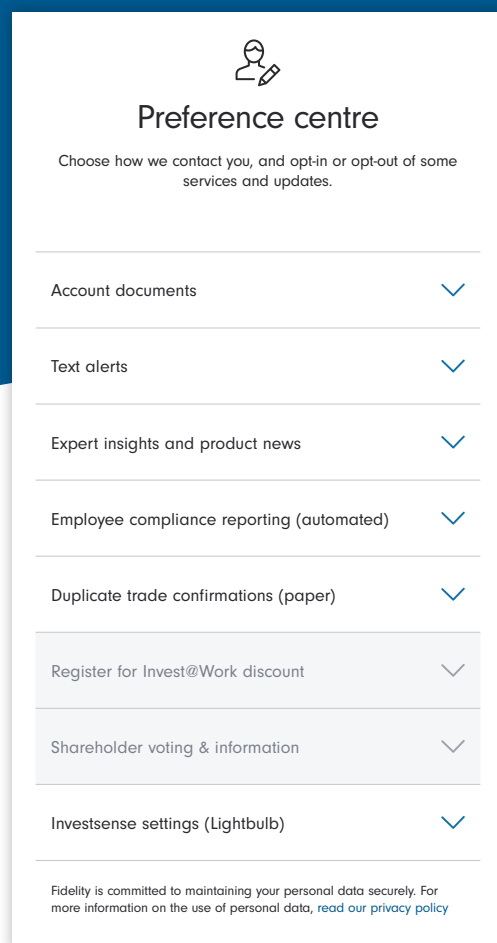 Preference centre
Choose how we contact you, and opt-in or opt-out of some
services and updates.
Account documents
Text alerts
Expert insights and product news
Employee compliance reporting (automated)
Duplicate trade confirmations (paper)
Register for Invest@Work discount
Shareholder voting & information
Investsense settings (Lightbulb)
Fidelity is committed to maintaining your personal data securely. For
more information on the use of personal data, read our privacy policy